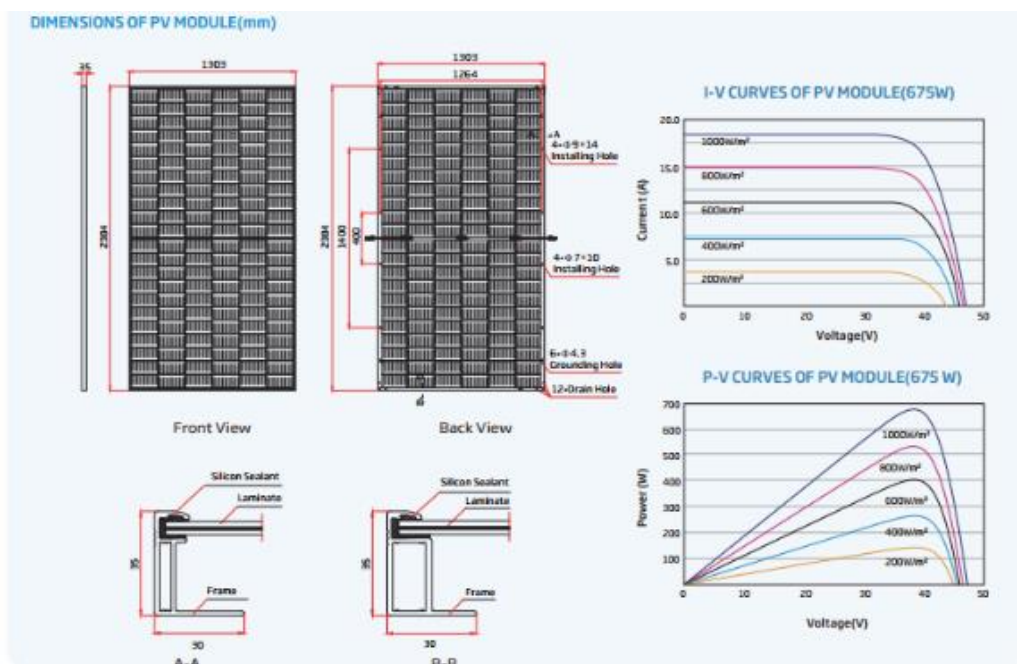 DIMENSIONS OF PV MODULE(mm)
35
1303
2384
Front View
1303
1264
2384
1400
400
A
A
4-Φ9×14
Installing Hole
4-Φ7×10
Installing Hole
6-Φ4.3
Grounding Hole
12-Drain Hole
Back View
I-V CURVES OF PV MODULE(675W)
Current (A)
20.0
15.0
10.0
5.0
1000W/m²
800W/m²
600W/m²
400W/m²
200W/m²
0 10 20 30 40 50
Voltage(V)
P-V CURVES OF PV MODULE(675 W)
Power (W)
700
600
500
400
300
200
100
1000W/m²
800W/m²
600W/m²
400W/m²
200W/m²
0 10 20 30 40 50
Voltage(V)
Silicon Sealant
Laminate
35
Frame
30
A-A
Silicon Sealant
Laminate
35
Frame
30
B-B